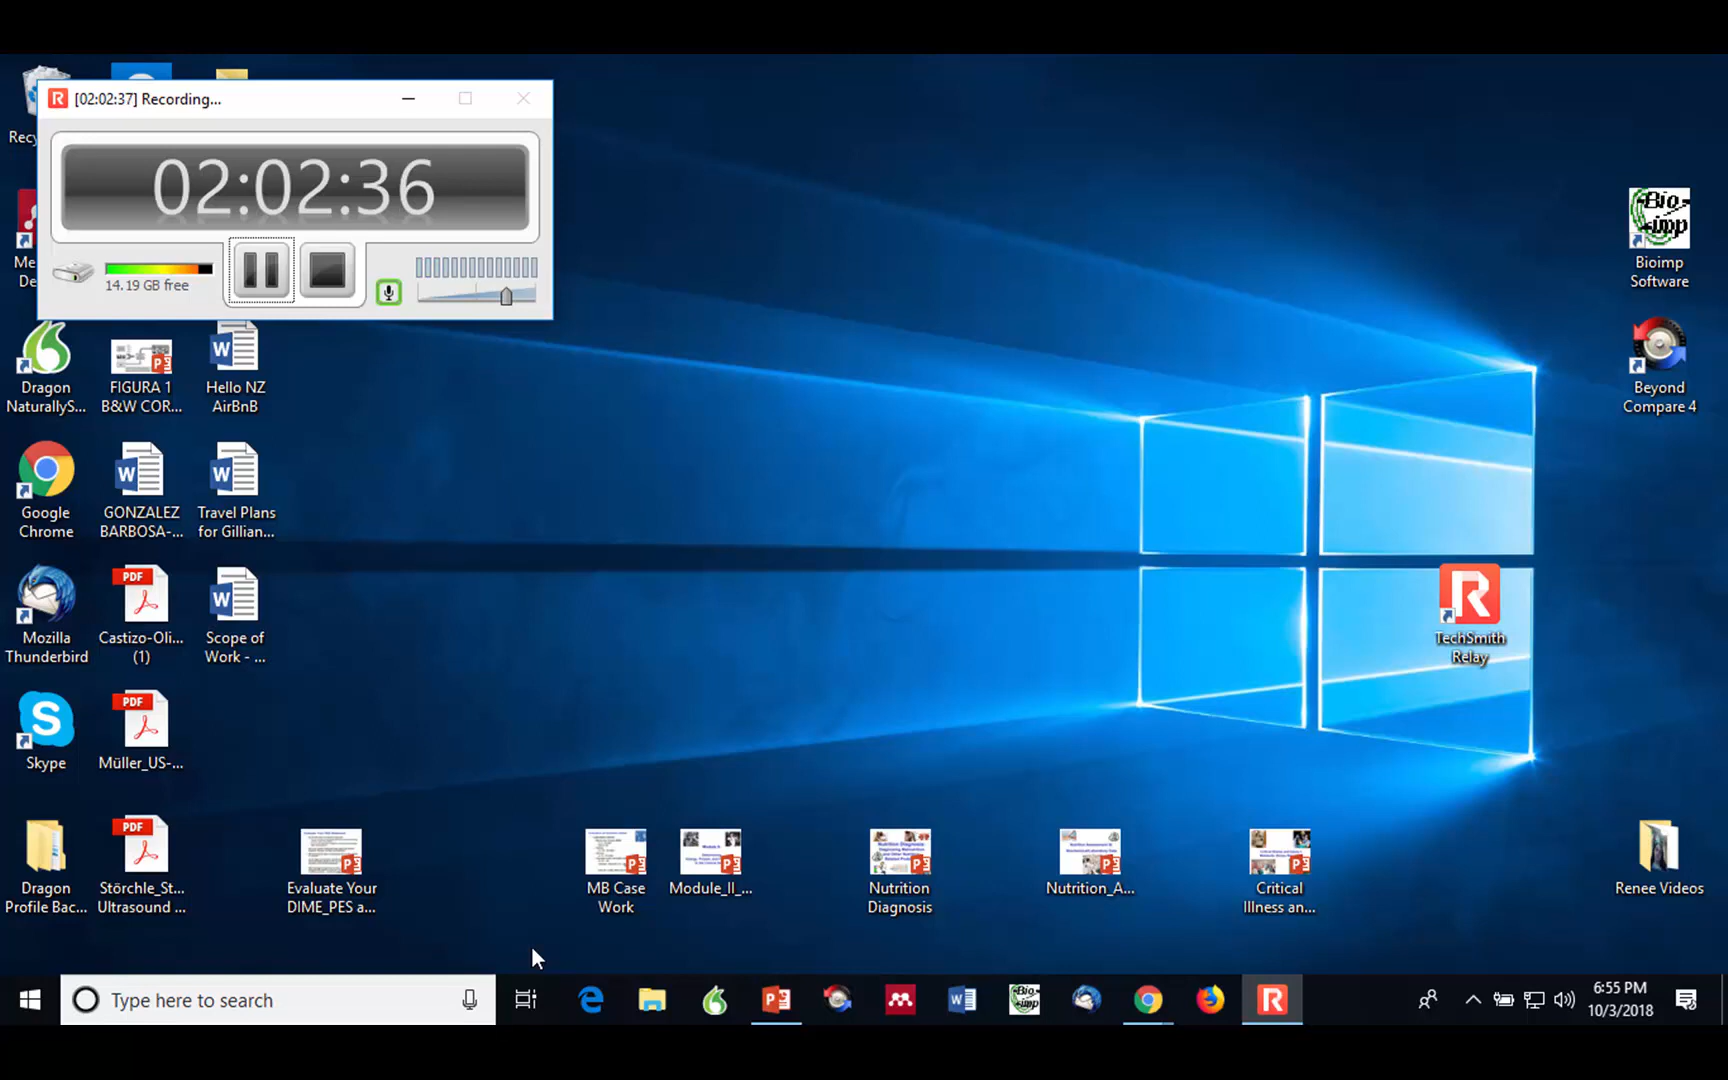 [02:02:37] Recording...
02:02:36
14.19 GB free
Dragon
NaturallyS...
FIGURA 1
B&W COR...
Hello NZ
AirBnB
Google
Chrome
GONZALEZ
BARBOSA-...
Travel Plans
for Gillian...
Mozilla
Thunderbird
Castizo-Oli...
(1)
Scope of
Work - ...
Skype
Müller_US-...
Dragon
Profile Bac...
Störchle_St...
Ultrasound ...
Evaluate Your
DIME_PES a...
MB Case
Work
Module_II_...
Nutrition
Diagnosis
Nutrition_A...
Critical
Illness an...
Bioimp
Software
Beyond
Compare 4
TechSmith
Relay
Renee Videos
Type here to search
6:55 PM
10/3/2018